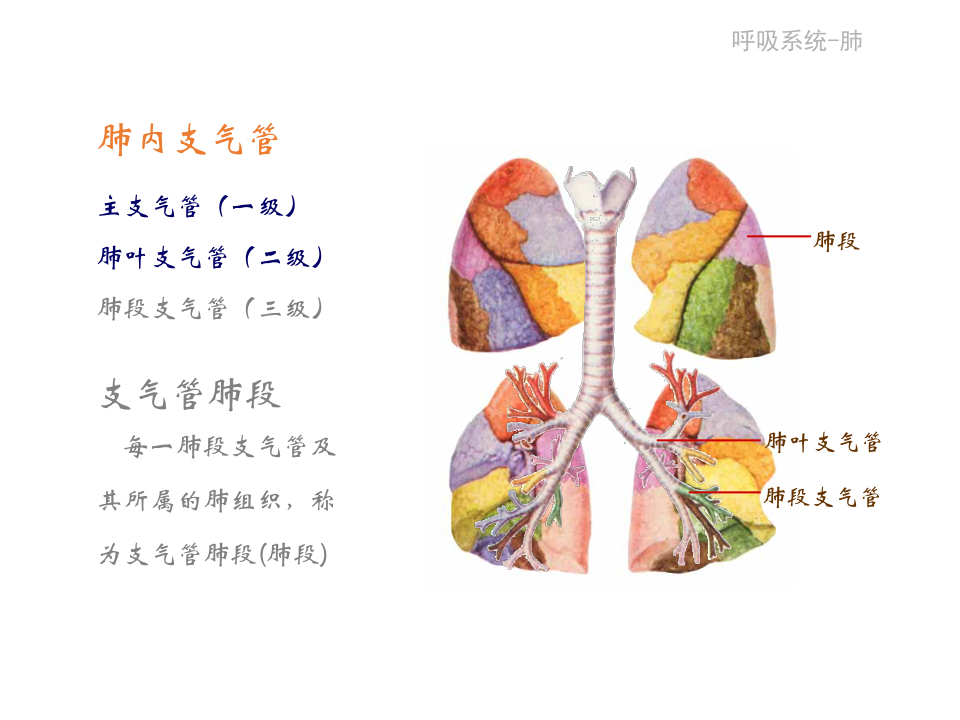 呼吸系统-肺
肺内支气管
主支气管（一级）
肺叶支气管（二级）
肺段支气管（三级）
支气管肺段
每一肺段支气管及
其所属的肺组织，称
为支气管肺段(肺段)
肺段
肺叶支气管
肺段支气管